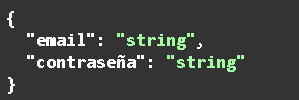 {
"email": "string",
"contraseña": "string"
}